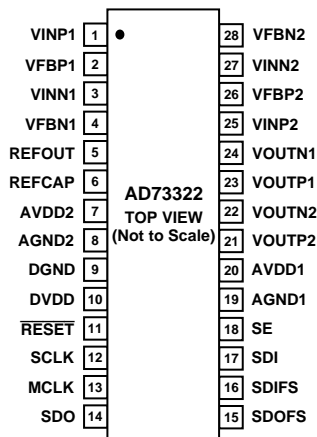 VINP1 1
VFBP1 2
VINN1 3
VFBN1 4
REFOUT 5
REFCAP 6
AVDD2 7
AGND2 8
DGND 9
DVDD 10
RESET 11
SCLK 12
MCLK 13
SDO 14
AD73322
TOP VIEW
(Not to Scale)
28 VFBN2
27 VINN2
26 VFBP2
25 VINP2
24 VOUTN1
23 VOUTP1
22 VOUTN2
21 VOUTP2
20 AVDD1
19 AGND1
18 SE
17 SDI
16 SDIFS
15 SDOFS